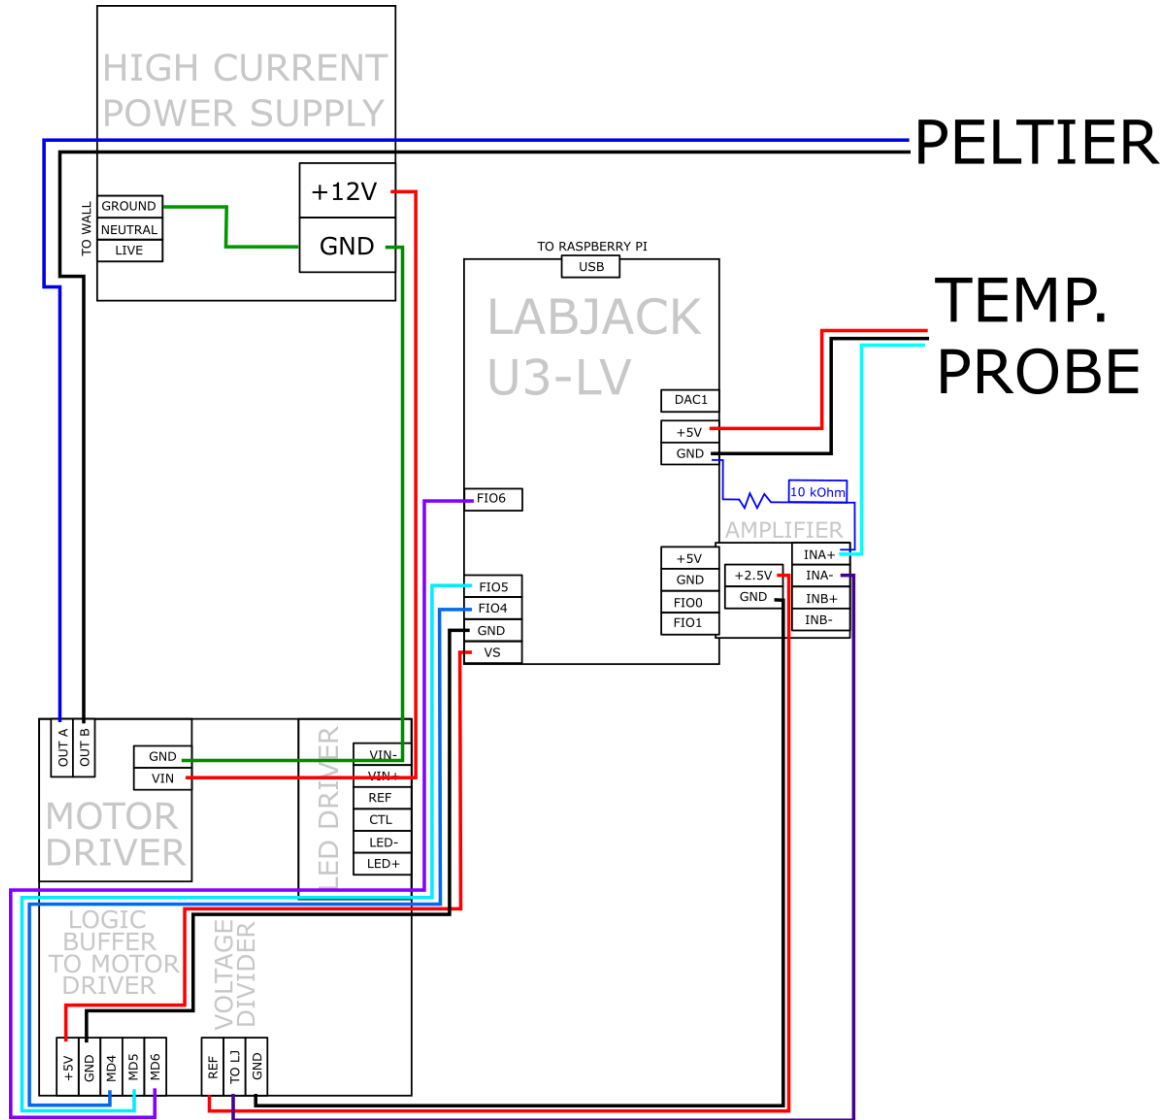 HIGH CURRENT
POWER SUPPLY
PELTIER
+12V
GND
TO WALL
GROUND
NEUTRAL
LIVE
TO RASPBERRY PI
USB
LABJACK
U3-LV
TEMP.
PROBE
DAC1
+5V
GND
10 kOhm
FIO6
AMPLIFIER
+5V
GND
FIO0
FIO1
+2.5V
GND
INA+
INA-
INB+
INB-
FIO5
FIO4
GND
VS
OUT A
OUT B
GND
VIN
MOTOR
DRIVER
LED DRIVER
VIN-
VIN+
REF
CTL
LED-
LED+
LOGIC
BUFFER
TO MOTOR
DRIVER
VOLTAGE
DIVIDER
+5V
GND
MD4
MD5
MD6
REF
TO LJ
GND